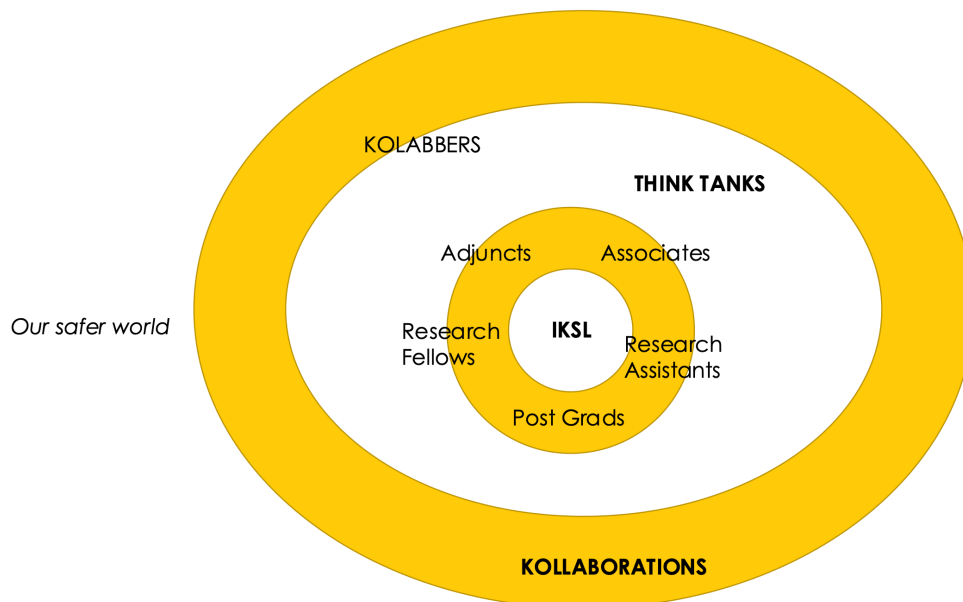 KOLABBERS
THINK TANKS
Adjuncts
Associates
Our safer world
Research
Fellows
IKSL
Research
Assistants
Post Grads
KOLLABORATIONS